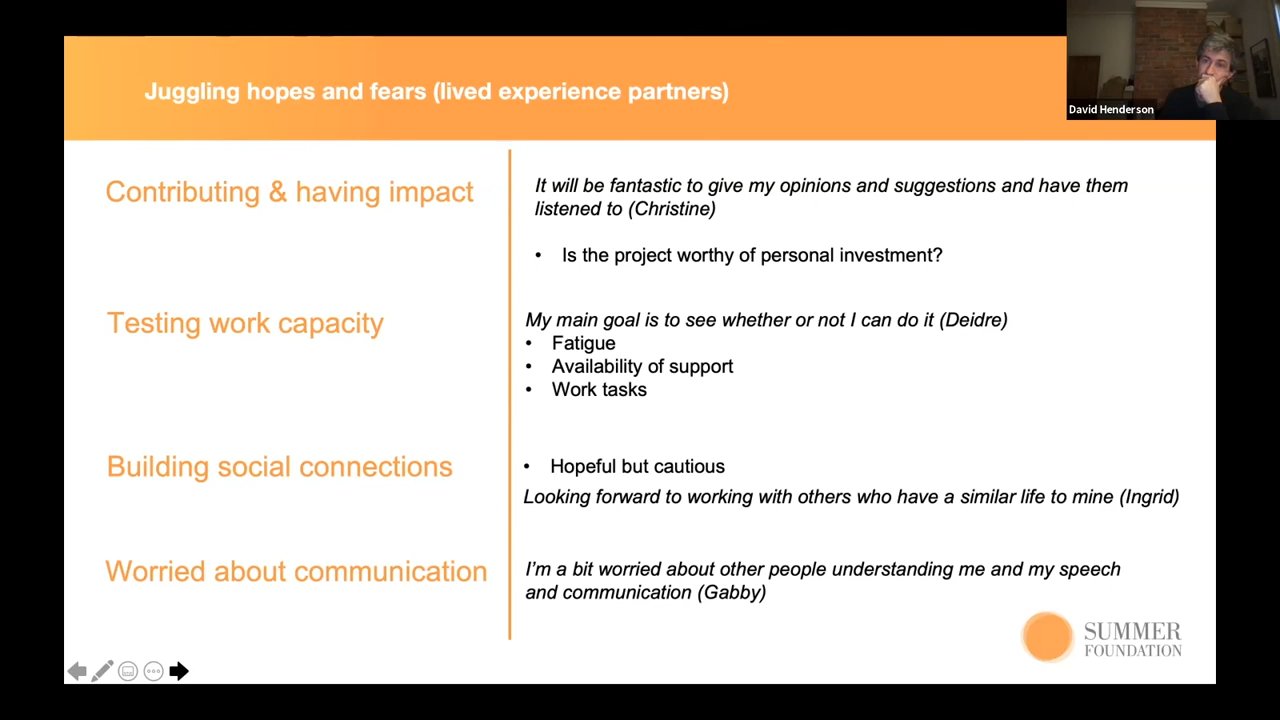 Juggling hopes and fears (lived experience partners)
David Henderson
Contributing & having impact
It will be fantastic to give my opinions and suggestions and have them
listened to (Christine)
• Is the project worthy of personal investment?
Testing work capacity
My main goal is to see whether or not I can do it (Deidre)
• Fatigue
• Availability of support
• Work tasks
Building social connections
• Hopeful but cautious
Looking forward to working with others who have a similar life to mine (Ingrid)
Worried about communication
I'm a bit worried about other people understanding me and my speech
and communication (Gabby)
SUMMER
FOUNDATION